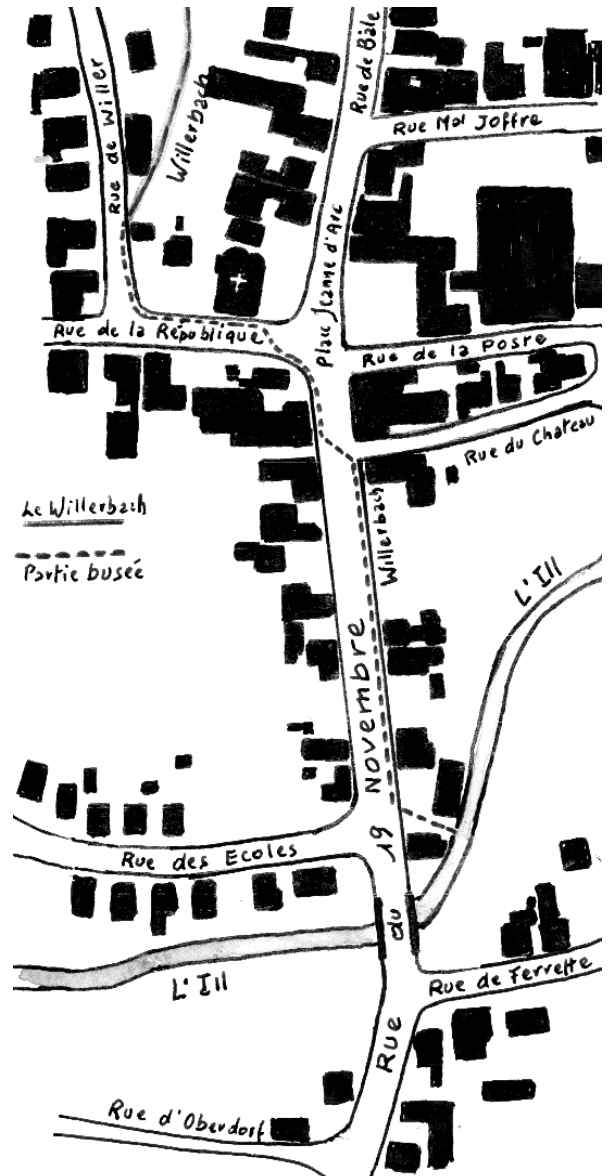 Rue de Bâle
Rue de Willer
Willerbach
Rue Mal Joffre
Place Jeanne d'Arc
Rue de la République
Rue de la Poste
Rue du Chateau
Le Willerbach
Partie busée
Willerbach
L'Ill
Rue du 19 NOVEMBRE
Rue des Ecoles
L'Ill
Rue de Ferrette
Rue d'Oberdorf